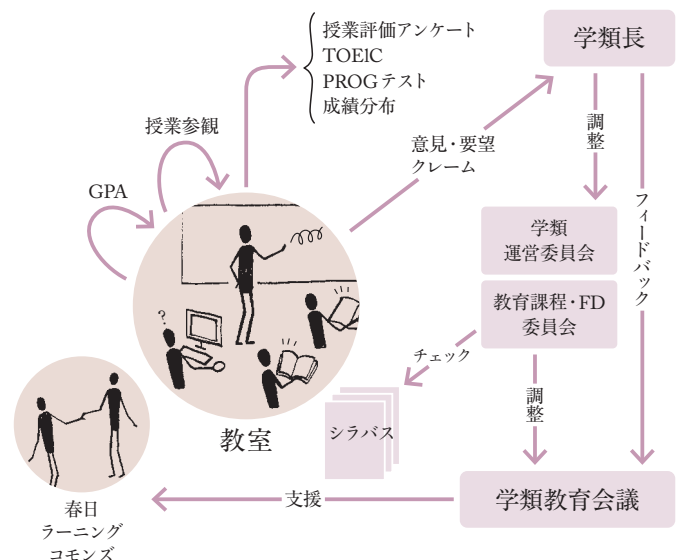 授業評価アンケート
TOEIC
PROGテスト
成績分布
学類長
授業参観
意見・要望
クレーム
調整
フィードバック
GPA
学類
運営委員会
教育課程・FD
委員会
?
チェック
調整
教室
シラバス
学類教育会議
支援
春日
ラーニング
コモンズ